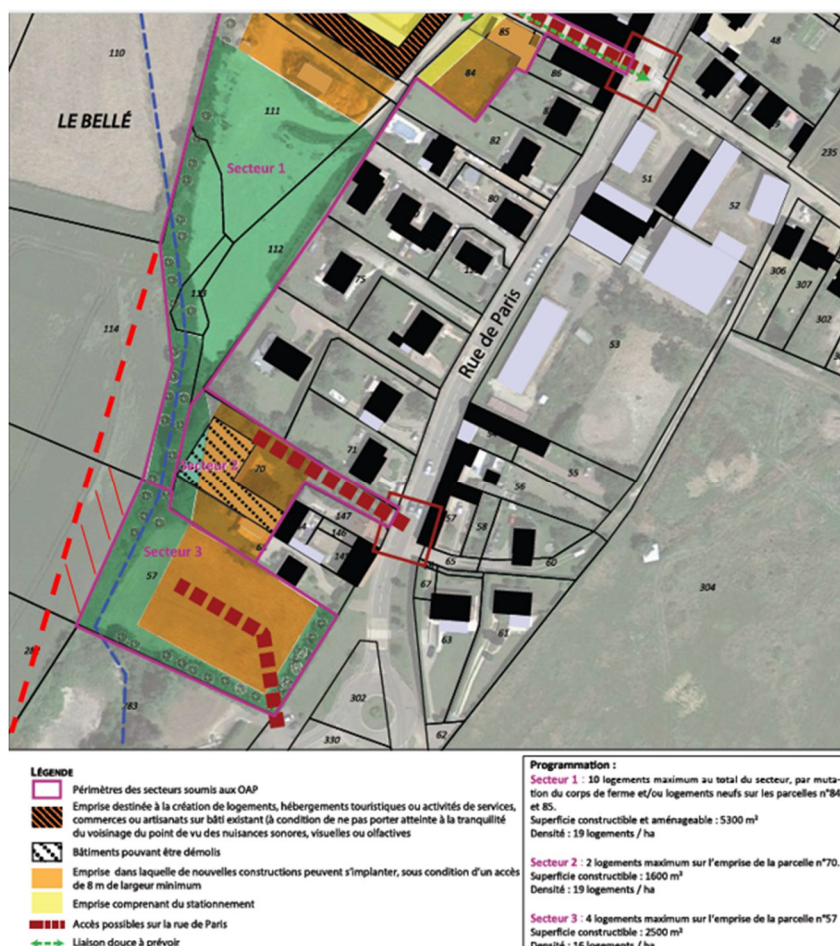 110
85
84
86
48
LE BELLÉ
111
82
235
Secteur 1
51
52
80
112
75
306
307
302
113
114
Rue de Paris
53
Secteur 2
70
71
55
56
147
146
57
58
Secteur 3
57
65
60
67
304
63
61
83
302
62
330
LÉGENDE
Périmètres des secteurs soumis aux OAP
Emprise destinée à la création de logements, hébergements touristiques ou activités de services,
commerces ou artisanats sur bâti existant (à condition de ne pas porter atteinte à la tranquilité
du voisinage du point de vu des nuisances sonores, visuelles ou olfactives
Bâtiments pouvant être démolis
Emprise dans laquelle de nouvelles constructions peuvent s'implanter, sous condition d'un accès
de 8 m de largeur minimum
Emprise comprenant du stationnement
Accès possibles sur la rue de Paris
Liaison douce à prévoir
Programmation :
Secteur 1 : 10 logements maximum au total du secteur, par muta-
tion du corps de ferme et/ou logements neufs sur les parcelles n°84
et 85.
Superficie constructible et aménageable : 5300 m²
Densité : 19 logements / ha
Secteur 2 : 2 logements maximum sur l'emprise de la parcelle n°70.
Superficie constructible : 1600 m²
Densité : 19 logements / ha
Secteur 3 : 4 logements maximum sur l'emprise de la parcelle n°57
Superficie constructible : 2500 m²
Densité : 16 logements / ha